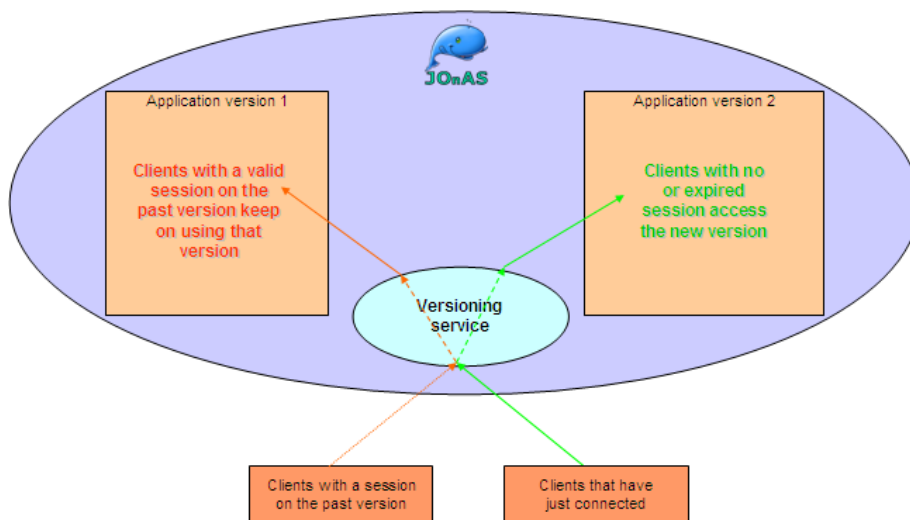 JOnAS
Application version 1
Clients with a valid
session on the
past version keep
on using that
version
Application version 2
Clients with no
or expired
session access
the new version
Versioning
service
Clients with a session
on the past version
Clients that have
just connected